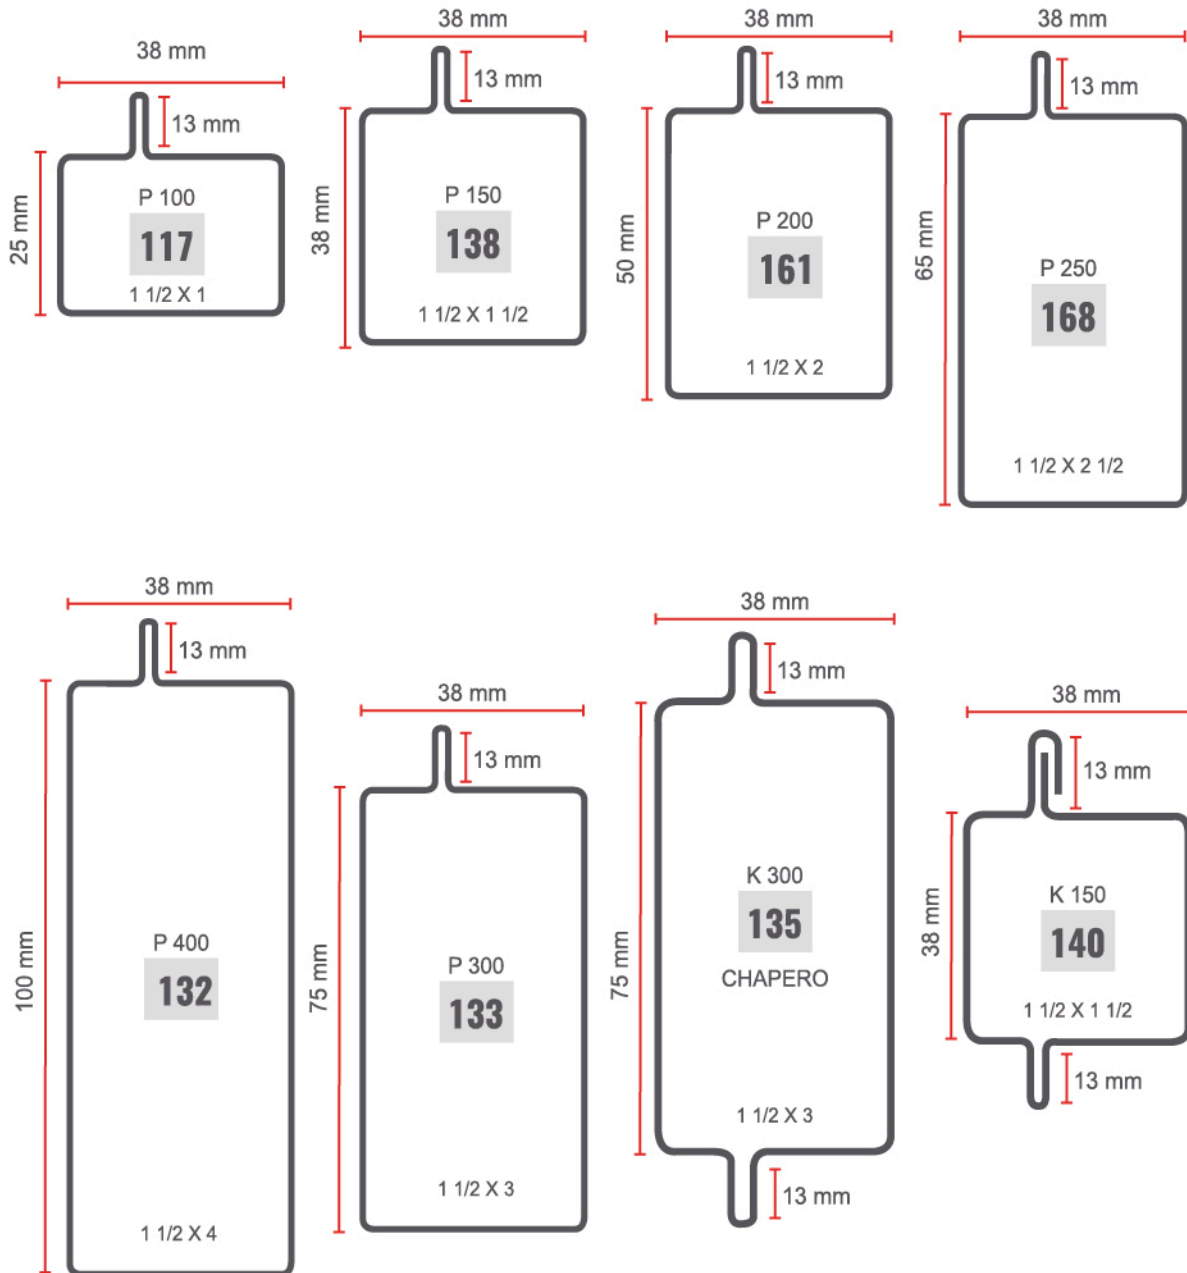 38 mm
13 mm
25 mm
P 100
117
1 1/2 X 1
38 mm
13 mm
38 mm
P 150
138
1 1/2 X 1 1/2
38 mm
13 mm
50 mm
P 200
161
1 1/2 X 2
38 mm
13 mm
65 mm
P 250
168
1 1/2 X 2 1/2
38 mm
13 mm
100 mm
P 400
132
1 1/2 X 4
38 mm
13 mm
75 mm
P 300
133
1 1/2 X 3
38 mm
13 mm
75 mm
K 300
135
CHAPERO
1 1/2 X 3
13 mm
38 mm
13 mm
38 mm
K 150
140
1 1/2 X 1 1/2
13 mm